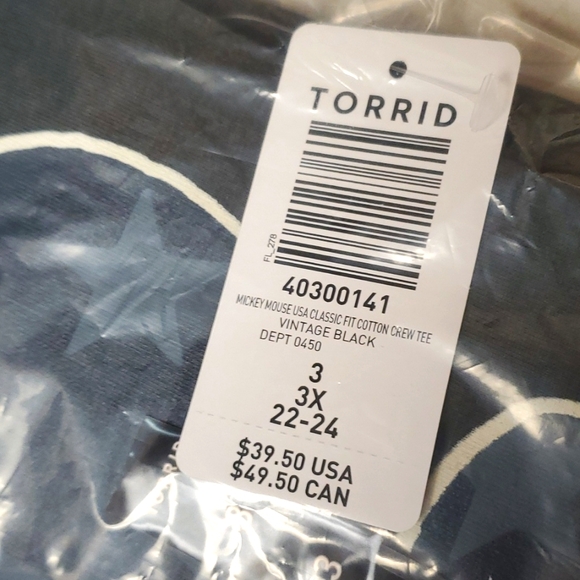 TORRID
FL_278
40300141
MICKEY MOUSE USA CLASSIC FIT COTTON CREW TEE
VINTAGE BLACK
DEPT 0450
3
3X
22-24
$39.50 USA
$49.50 CAN
3